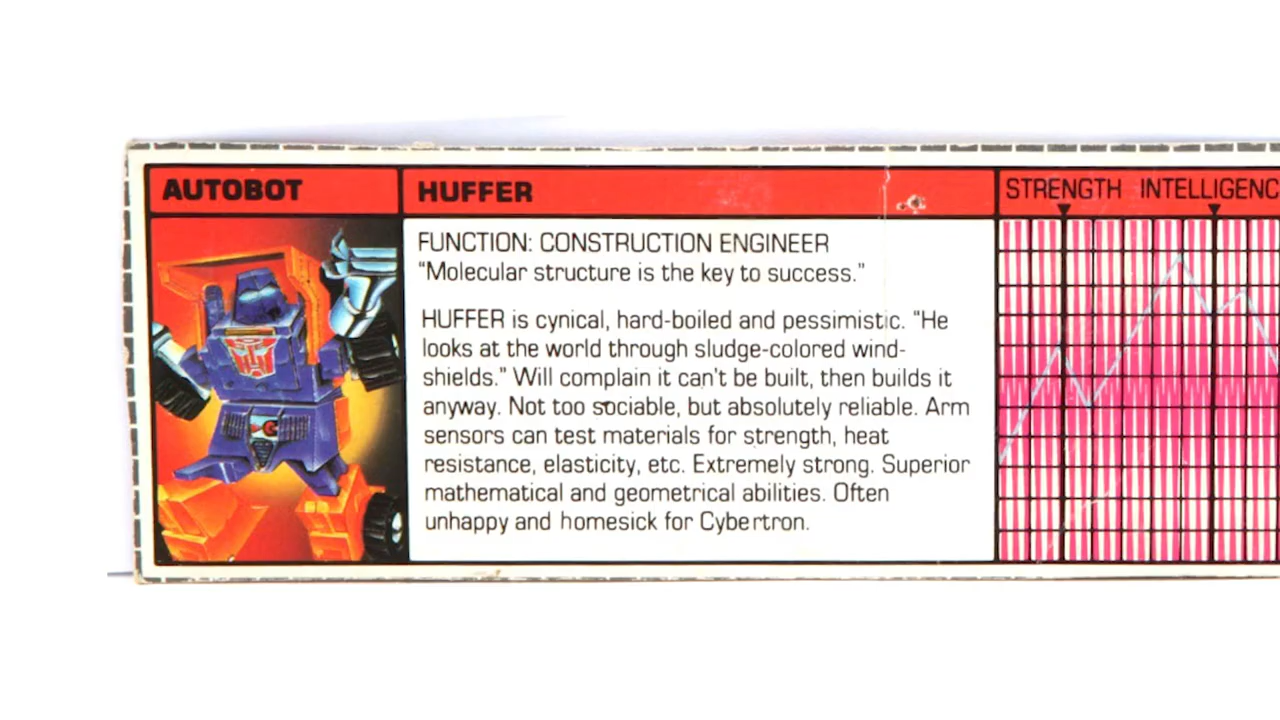 AUTOBOT
HUFFER
STRENGTH INTELLIGENC
FUNCTION: CONSTRUCTION ENGINEER
"Molecular structure is the key to success."
HUFFER is cynical, hard-boiled and pessimistic. "He
looks at the world through sludge-colored wind-
shields." Will complain it can't be built, then builds it
anyway. Not too sociable, but absolutely reliable. Arm
sensors can test materials for strength, heat
resistance, elasticity, etc. Extremely strong. Superior
mathematical and geometrical abilities. Often
unhappy and homesick for Cybertron.